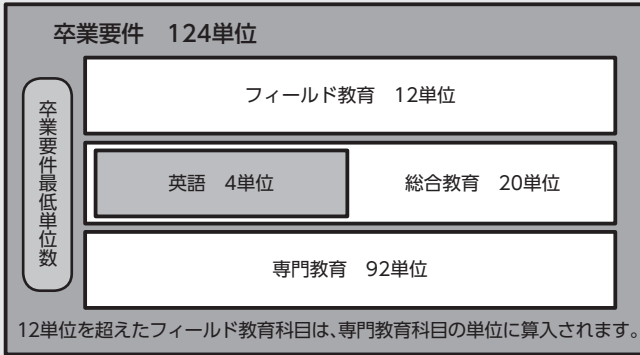 卒業要件　124単位
卒業要件最低単位数
フィールド教育　12単位
英語　4単位
総合教育　20単位
専門教育　92単位
12単位を超えたフィールド教育科目は、専門教育科目の単位に算入されます。